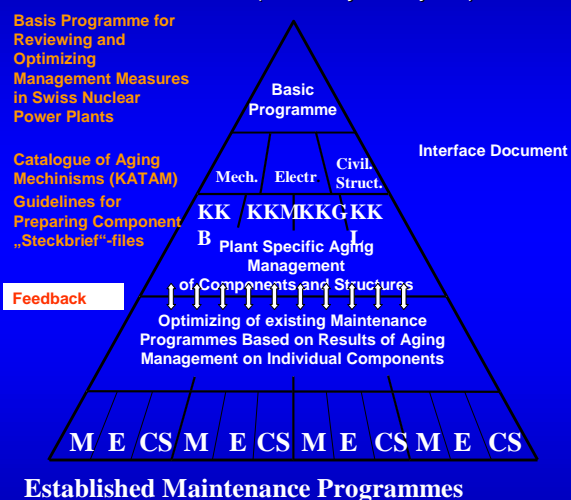 Basis Programme for
Reviewing and
Optimizing
Management Measures
in Swiss Nuclear
Power Plants
Basic
Programme
Interface Document
Catalogue of Aging
Mechinisms (KATAM)
Guidelines for
Preparing Component
„Steckbrief“-files
Mech. Electr Civil. Struct.
KKB KKM KKG KKL
Plant Specific Aging
Management
of Components and Structures
Feedback
Optimizing of existing Maintenance
Programmes Based on Results of Aging
Management on Individual Components
M E CS M E CS M E CS M E CS
Established Maintenance Programmes